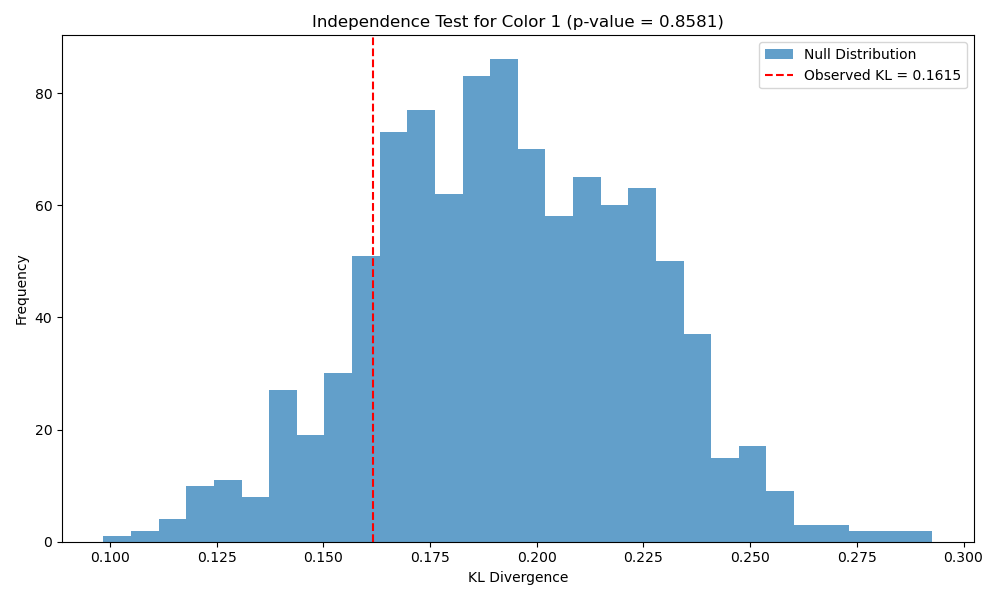 Independence Test for Color 1 (p-value = 0.8581)
Null Distribution
Observed KL = 0.1615
Frequency
80
60
40
20
0
0.100 0.125 0.150 0.175 0.200 0.225 0.250 0.275 0.300
KL Divergence